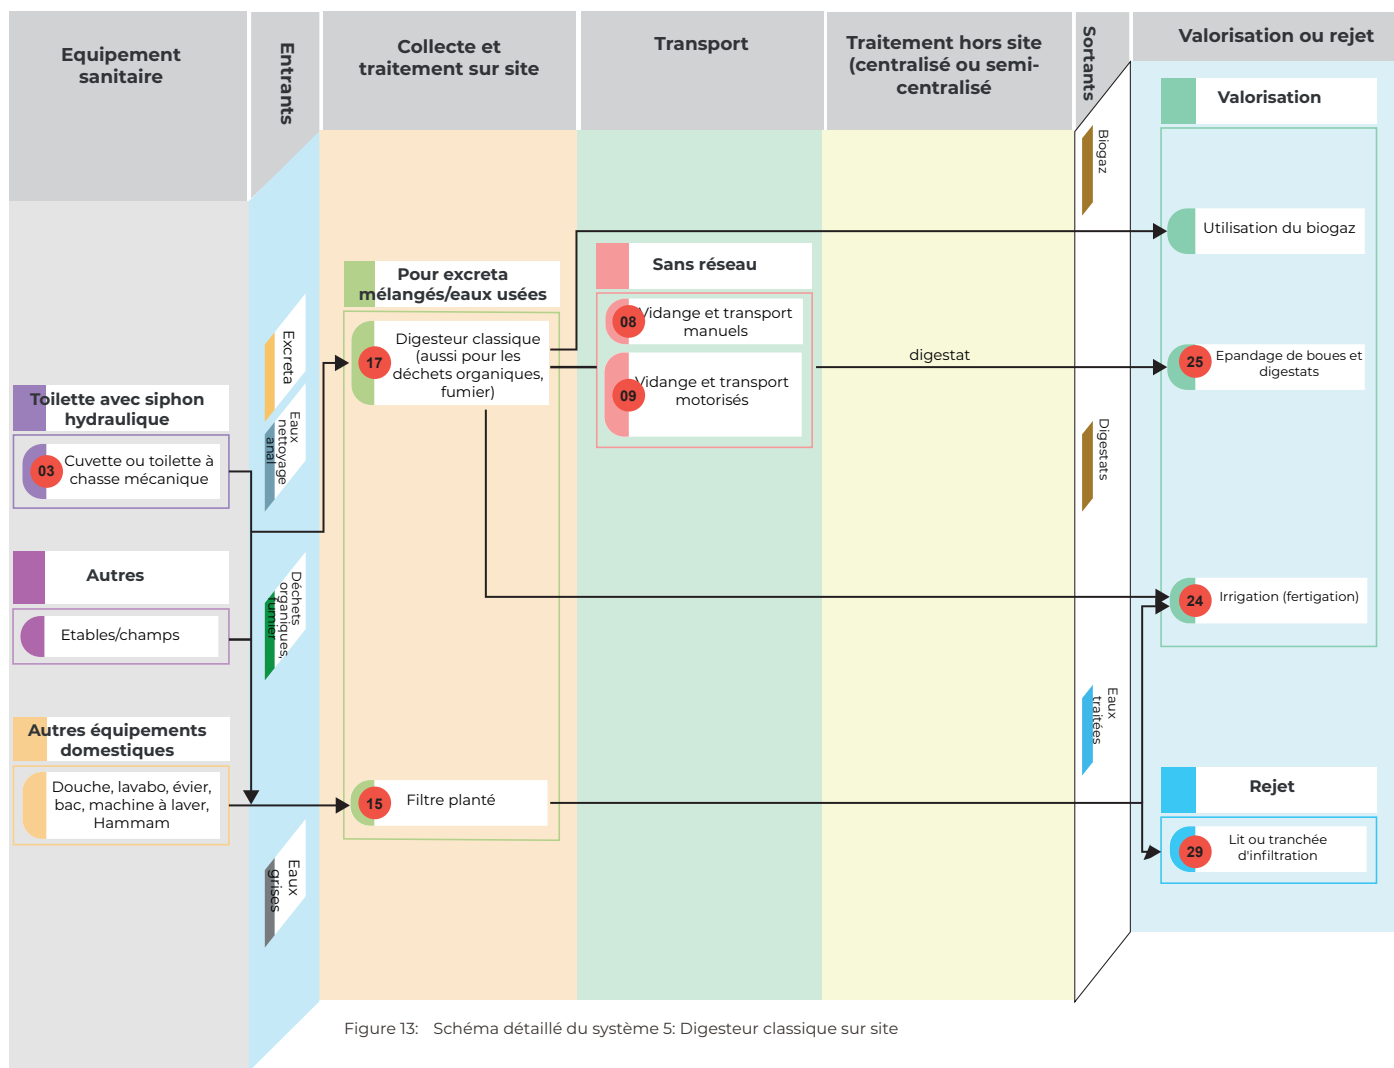 Equipement
sanitaire
Entrants
Collecte et
traitement sur site
Transport
Traitement hors site
(centralisé ou semi-
centralisé
Sortants
Valorisation ou rejet
Toilette avec siphon
hydraulique
03
Cuvette ou toilette à
chasse mécanique
Autres
Etables/champs
Autres équipements
domestiques
Douche, lavabo, évier,
bac, machine à laver,
Hammam
Excreta
Eaux
nettoyage
anal
Déchets
organiques,
fumier
Eaux
grises
Pour excreta
mélangés/eaux usées
17
Digesteur classique
(aussi pour les
déchets organiques,
fumier)
15
Filtre planté
Sans réseau
08
Vidange et transport
manuels
09
Vidange et transport
motorisés
digestat
Biogaz
Digestats
Eaux
traitées
Valorisation
Utilisation du biogaz
25
Epandage de boues et
digestats
24
Irrigation (fertigation)
Rejet
29
Lit ou tranchée
d'infiltration
Figure 13: Schéma détaillé du système 5: Digesteur classique sur site